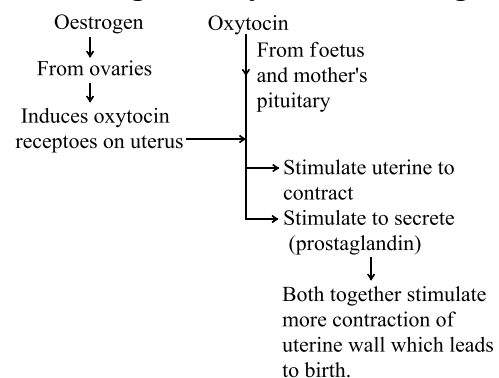 Oestrogen
From ovaries
Induces oxytocin
receptoes on uterus
Oxytocin
From foetus
and mother's
pituitary
Stimulate uterine to
contract
Stimulate to secrete
(prostaglandin)
Both together stimulate
more contraction of
uterine wall which leads
to birth.